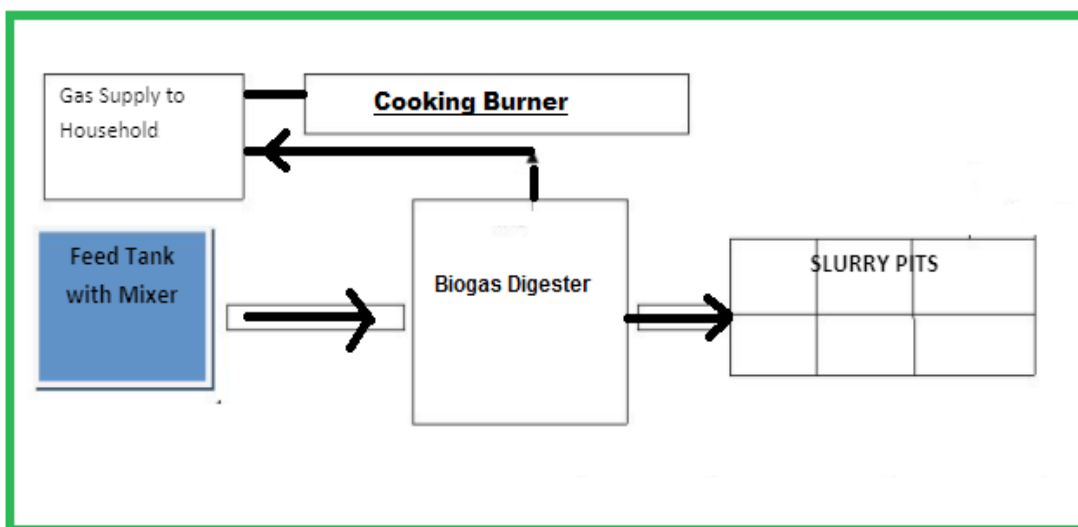 Gas Supply to
Household
Cooking Burner
Feed Tank
with Mixer
Biogas Digester
SLURRY PITS